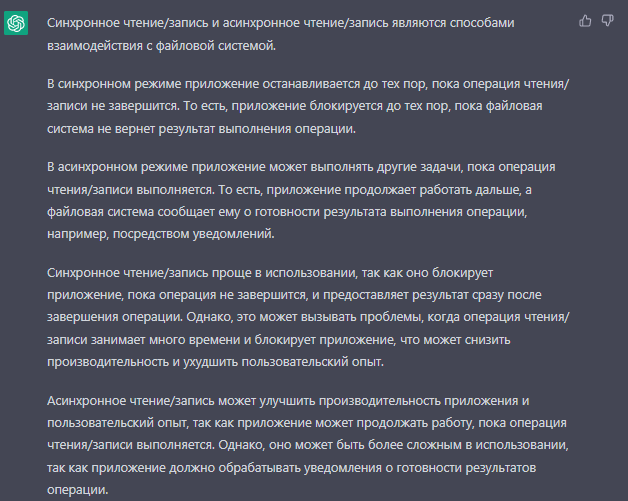 Синхронное чтение/запись и асинхронное чтение/запись являются способами
взаимодействия с файловой системой.
В синхронном режиме приложение останавливается до тех пор, пока операция чтения/
записи не завершится. То есть, приложение блокируется до тех пор, пока файловая
система не вернет результат выполнения операции.
В асинхронном режиме приложение может выполнять другие задачи, пока операция
чтения/записи выполняется. То есть, приложение продолжает работать дальше, а
файловая система сообщает ему о готовности результата выполнения операции,
например, посредством уведомлений.
Синхронное чтение/запись проще в использовании, так как оно блокирует
приложение, пока операция не завершится, и предоставляет результат сразу после
завершения операции. Однако, это может вызывать проблемы, когда операция чтения/
записи занимает много времени и блокирует приложение, что может снизить
производительность и ухудшить пользовательский опыт.
Асинхронное чтение/запись может улучшить производительность приложения и
пользовательский опыт, так как приложение может продолжать работу, пока операция
чтения/записи выполняется. Однако, оно может быть более сложным в использовании,
так как приложение должно обрабатывать уведомления о готовности результатов
операции.